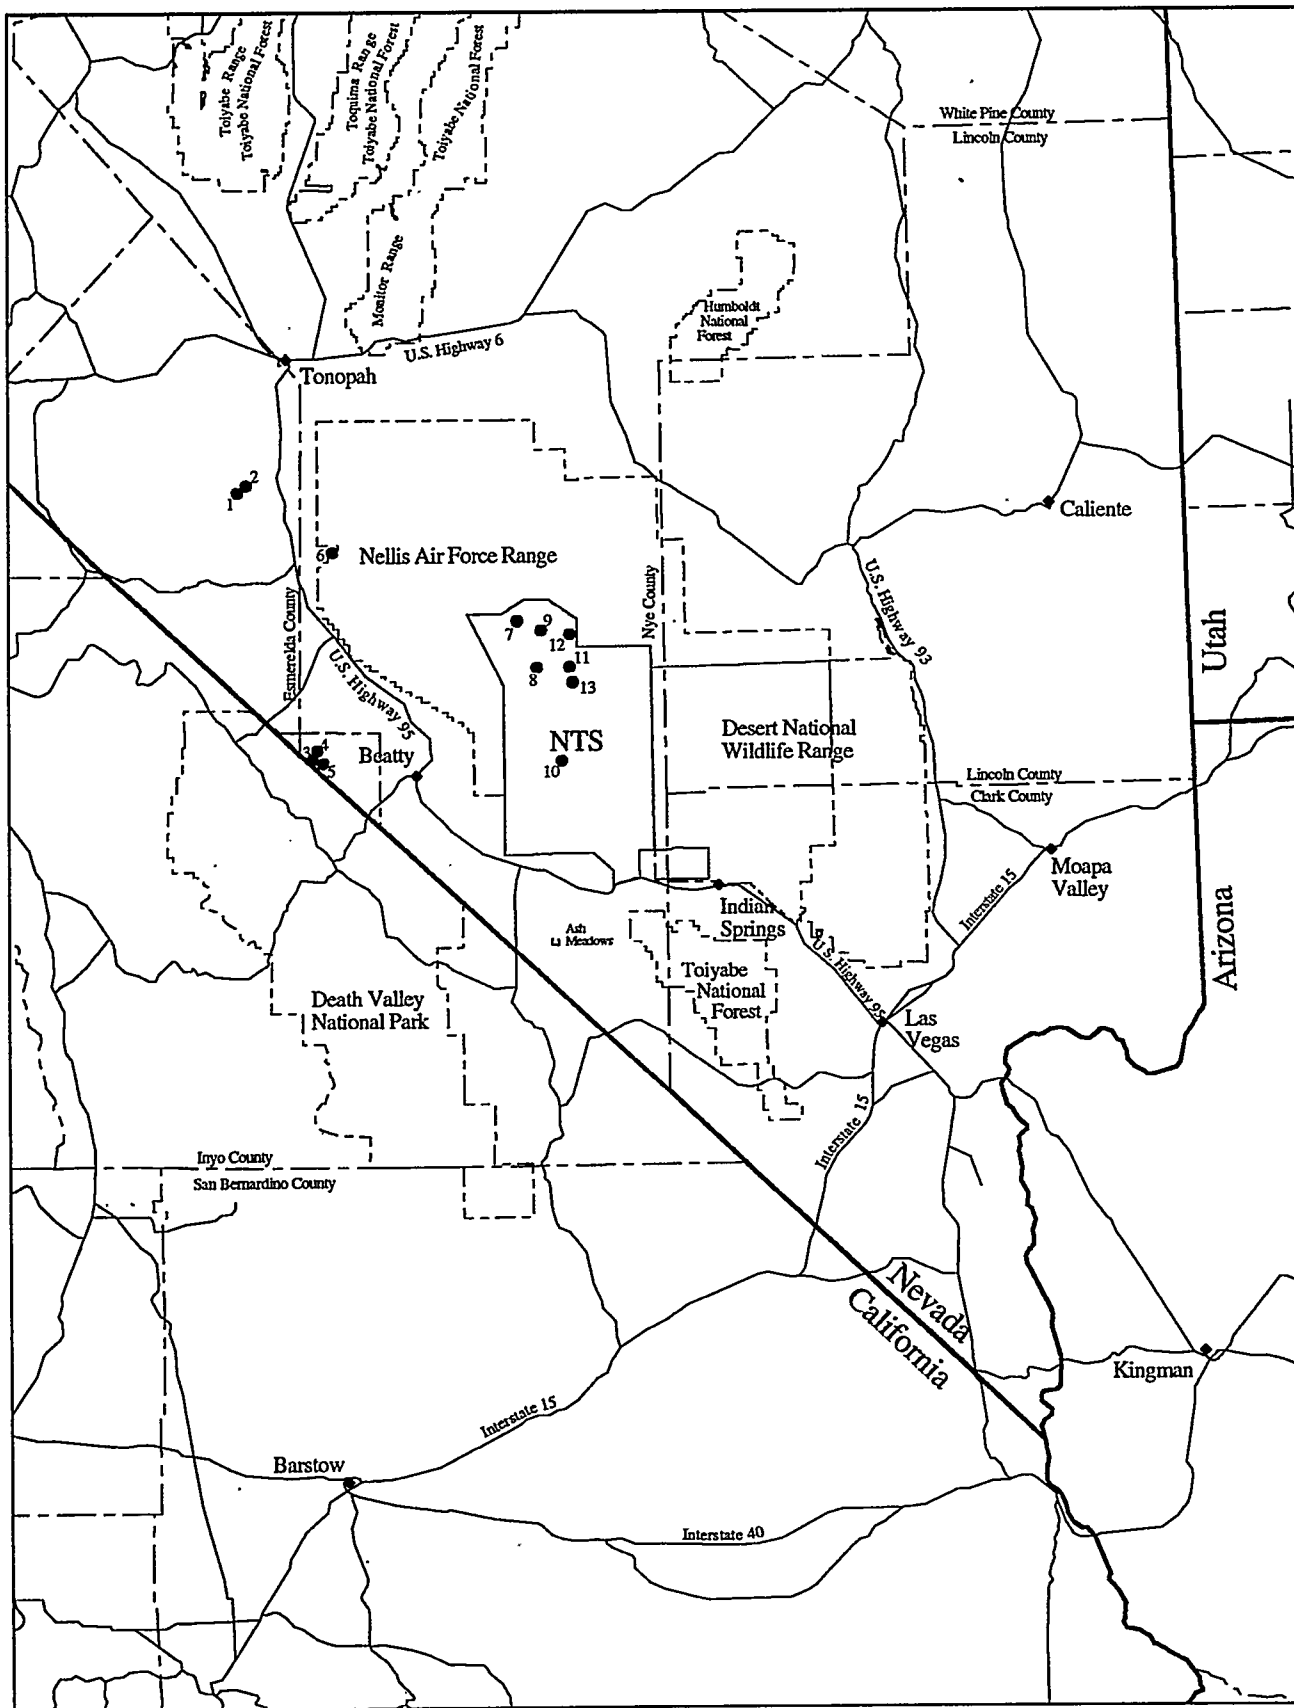 Toiyabe Range
Toiyabe National Forest
Toquima Range
Toiyabe National Forest
Toiyabe National Forest
Monitor Range
White Pine County
Lincoln County
Humboldt
National
Forest
U.S. Highway 6
Tonopah
2
1
Caliente
6
Nellis Air Force Range
U.S. Highway 93
Nye County
Esmerelda County
7
9
12
11
8
13
U.S. Highway 95
Utah
NTS
10
Desert National
Wildlife Range
3
4
5
Beatty
Lincoln County
Clark County
Moapa
Valley
Interstate 15
Arizona
Indian
Springs
Ash
Meadows
U.S. Highway 95
Toiyabe
National
Forest
Death Valley
National Park
Las
Vegas
Interstate 15
Inyo County
San Bernardino County
Nevada
California
Kingman
Interstate 15
Barstow
Interstate 40